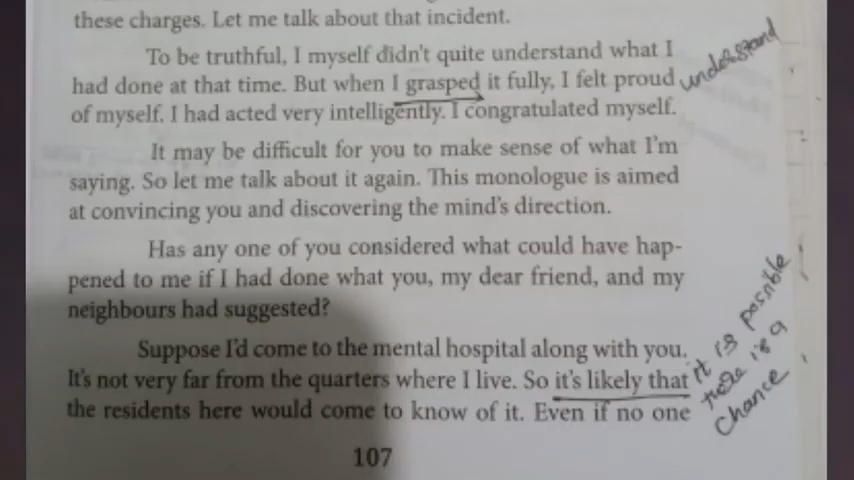 these charges. Let me talk about that incident.
To be truthful, I myself didn't quite understand what I
had done at that time. But when I grasped it fully, I felt proud
understand
of myself. I had acted very intelligently. I congratulated myself.
It may be difficult for you to make sense of what I'm
saying. So let me talk about it again. This monologue is aimed
at convincing you and discovering the mind's direction.
Has any one of you considered what could have hap-
pened to me if I had done what you, my dear friend, and my
neighbours had suggested?
Suppose I'd come to the mental hospital along with you.
It's not very far from the quarters where I live. So it's likely that
the residents here would come to know of it. Even if no one
it is possible
there is a
chance
107